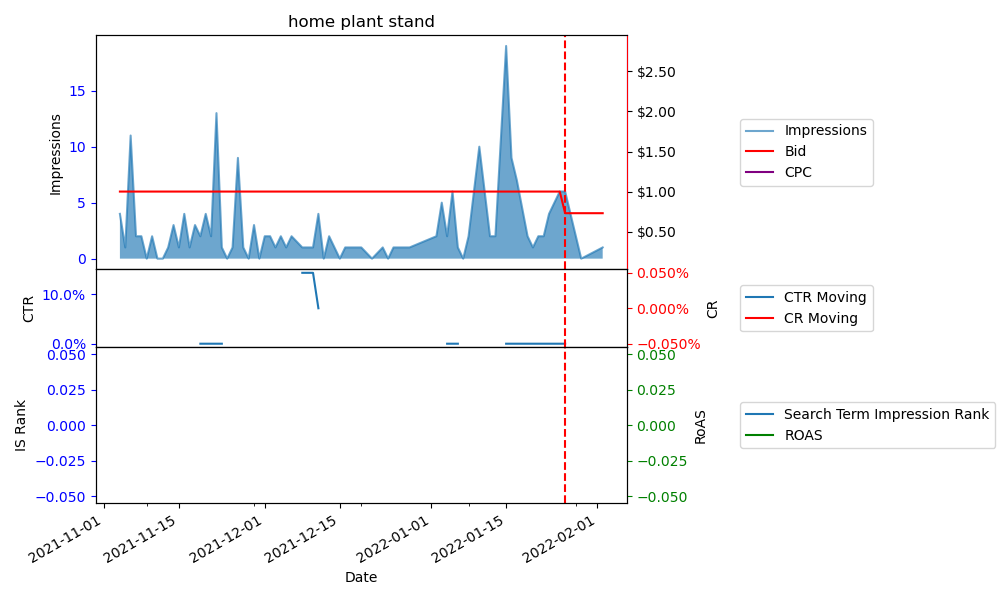 home plant stand
Impressions
15
10
5
0
$2.50
$2.00
$1.50
$1.00
$0.50
Impressions
Bid
CPC
CTR
10.0%
0.0%
0.050%
0.000%
−0.050%
CR
CTR Moving
CR Moving
IS Rank
0.050
0.025
0.000
−0.025
−0.050
0.050
0.025
0.000
−0.025
−0.050
RoAS
Search Term Impression Rank
ROAS
2021-11-01
2021-11-15
2021-12-01
2021-12-15
2022-01-01
2022-01-15
2022-02-01
Date